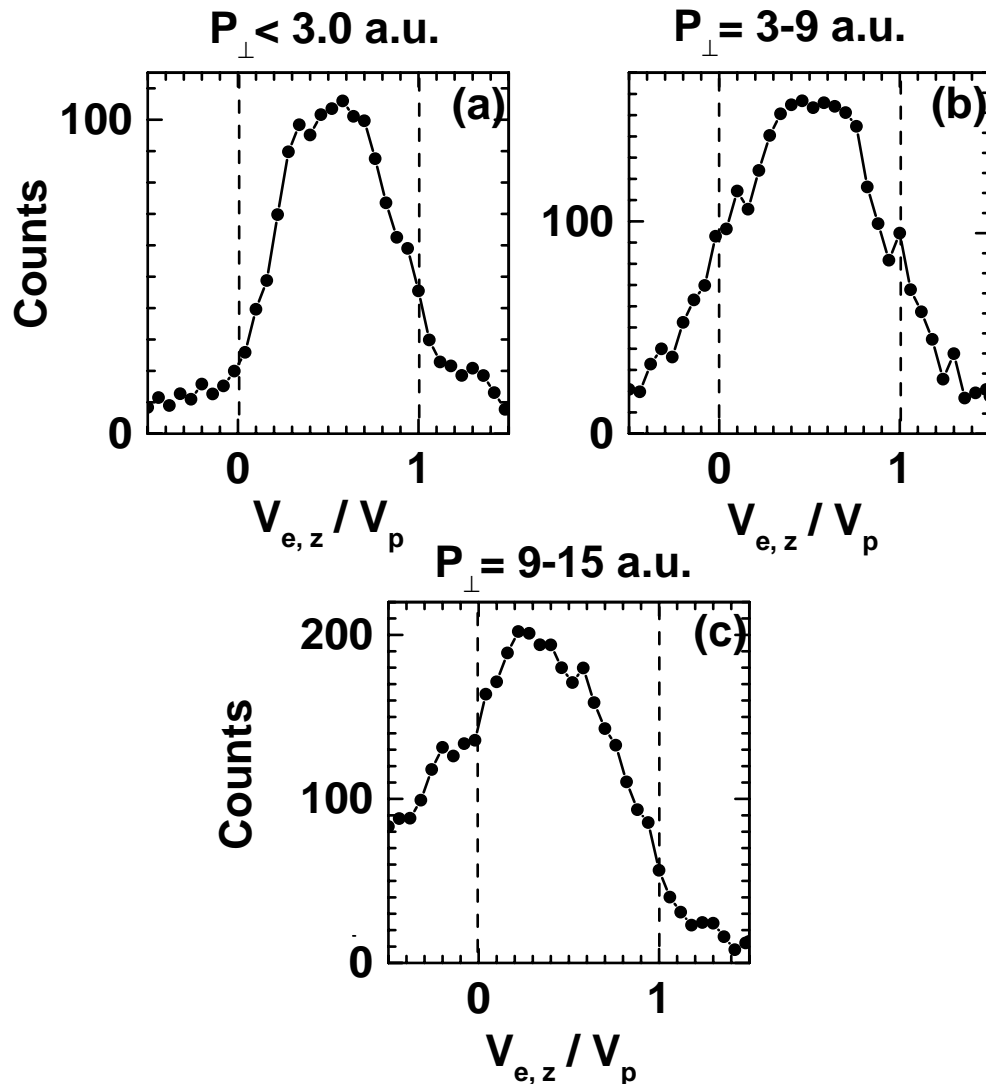 P⊥< 3.0 a.u.
P⊥= 3-9 a.u.
(a)
(b)
100
100
Counts
0
0
0
1
0
1
Ve, z / Vp
Ve, z / Vp
P⊥= 9-15 a.u.
(c)
200
Counts
100
0
0
1
Ve, z / Vp